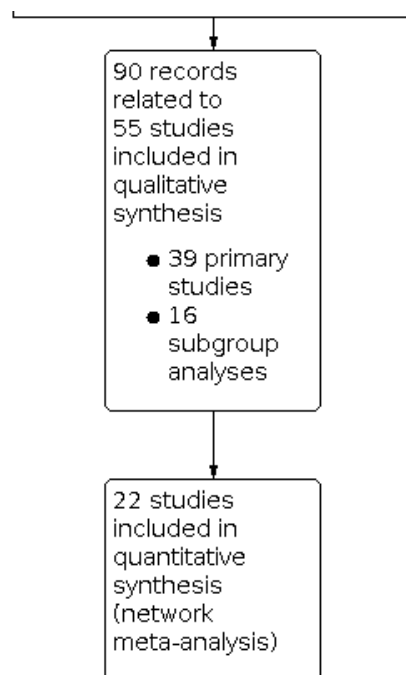 90 records
related to
55 studies
included in
qualitative
synthesis
● 39 primary
studies
● 16
subgroup
analyses
22 studies
included in
quantitative
synthesis
(network
meta-analysis)